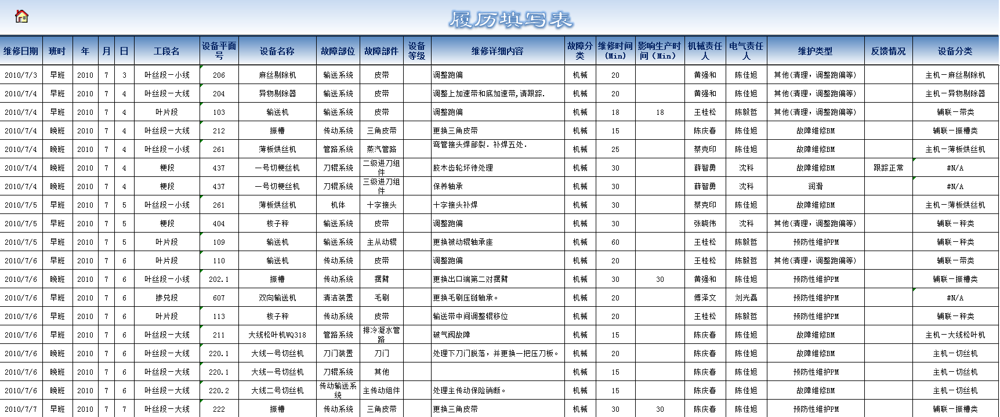 履历填写表
维修日期 班时 年 月 日 工段名 设备平面号 设备名称 故障部位 故障部件 设备等级 维修详细内容 故障分类 维修时间(Min) 影响生产时间（Min） 机械责任人 电气责任人 维护类型 反馈情况 设备分类
2010/7/3 早班 2010 7 3 叶丝段－小线 206 麻丝剔除机 输送系统 皮带 调整跑偏 机械 20 黄强和 陈佳旭 其他(清理，调整跑偏等) 主机－麻丝剔除机
2010/7/4 早班 2010 7 4 叶丝段－大线 204 异物剔除器 输送系统 皮带 调整上加速带和底加速带,请跟踪. 机械 20 黄强和 陈佳旭 其他(清理，调整跑偏等) 主机－异物剔除器
2010/7/4 早班 2010 7 4 叶片段 103 输送机 输送系统 皮带 调整跑偏 机械 18 18 王桂松 陈毅哲 其他(清理，调整跑偏等) 辅联－带类
2010/7/4 晚班 2010 7 4 叶丝段－大线 212 振槽 传动系统 三角皮带 更换三角皮带 机械 15 陈庆春 陈佳旭 故障维修BM 辅联－振槽类
2010/7/4 晚班 2010 7 4 叶丝段－小线 261 薄板烘丝机 管路系统 蒸汽管路 弯管接头焊部裂．补焊五处． 机械 25 蔡克印 陈佳旭 故障维修BM 主机－薄板烘丝机
2010/7/4 晚班 2010 7 4 梗段 437 一号切梗丝机 刀辊系统 二级进刀组件 胶木齿轮坏待处理 机械 30 薛智勇 沈科 故障维修BM 跟踪正常 #N/A
2010/7/4 晚班 2010 7 4 梗段 437 一号切梗丝机 刀辊系统 三级进刀组件 保养轴承 机械 30 薛智勇 沈科 润滑 #N/A
2010/7/5 早班 2010 7 5 叶丝段－小线 261 薄板烘丝机 机体 十字接头 十字接头补焊 机械 30 蔡克印 陈佳旭 故障维修BM 主机－薄板烘丝机
2010/7/5 早班 2010 7 5 梗段 404 核子秤 输送系统 皮带 调整跑偏 机械 30 张晓伟 沈科 其他(清理，调整跑偏等) 辅联－秤类
2010/7/5 早班 2010 7 5 叶片段 109 输送机 输送系统 主从动辊 更换被动辊轴承座 机械 60 王桂松 陈毅哲 预防性维护PM 辅联－秤类
2010/7/6 早班 2010 7 6 叶片段 110 输送机 传动系统 皮带 调整跑偏 机械 20 王桂松 陈毅哲 其他(清理，调整跑偏等) 辅联－带类
2010/7/6 晚班 2010 7 6 叶丝段－小线 202.1 振槽 传动系统 摆臂 更换出口端第二对摆臂 机械 30 30 黄强和 陈佳旭 预防性维护PM 辅联－振槽类
2010/7/6 早班 2010 7 6 掺兑段 607 双向输送机 清洁装置 毛刷 更换毛刷压链轴承。 机械 20 傅泽文 刘光磊 预防性维护PM #N/A
2010/7/6 早班 2010 7 6 叶片段 113 核子秤 传动系统 皮带 输送带中间调整辊移位 机械 20 王桂松 陈毅哲 预防性维护PM 辅联－秤类
2010/7/6 早班 2010 7 6 叶丝段－大线 211 大线松叶机WQ318 管路系统 排冷凝水管路 破气阀故障 机械 15 陈庆春 陈佳旭 故障维修BM 主机－大线松叶机
2010/7/6 晚班 2010 7 6 叶丝段－大线 220.1 大线一号切丝机 刀门装置 刀门 处理下刀门脱落，并更换一把压刀板。 机械 20 陈庆春 陈佳旭 故障维修BM 主机－切丝机
2010/7/6 晚班 2010 7 6 叶丝段－大线 220.1 大线一号切丝机 刀辊系统 其他 机械 15 陈庆春 陈佳旭 预防性维护PM 主机－切丝机
2010/7/6 晚班 2010 7 6 叶丝段－大线 220.2 大线二号切丝机 传动输送系统 主传动组件 处理主传动保险销断。 机械 15 陈庆春 陈佳旭 故障维修BM 主机－切丝机
2010/7/7 早班 2010 7 7 叶丝段－大线 222 振槽 传动系统 三角皮带 更换三角皮带 机械 30 30 陈庆春 陈佳旭 预防性维护PM 辅联－振槽类